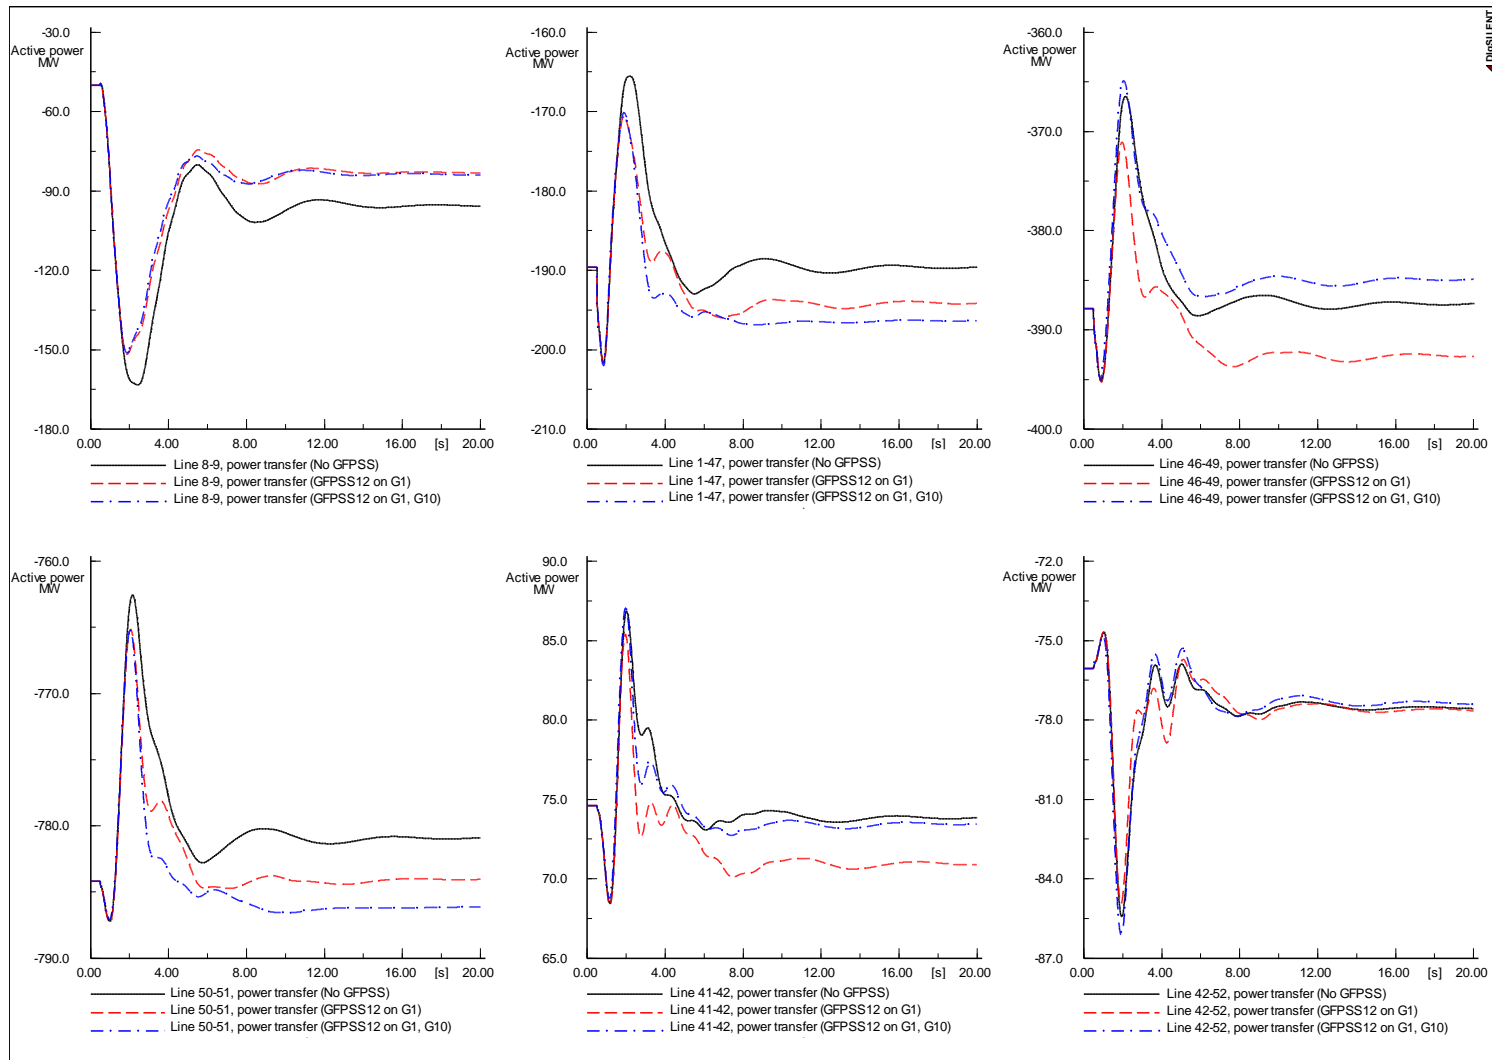 DIgSILENT
-30.0
Active power
MW
-60.0
-90.0
-120.0
-150.0
-180.0
0.00 4.00 8.00 12.00 16.00 [s] 20.00
Line 8-9, power transfer (No GFPSS)
Line 8-9, power transfer (GFPSS12 on G1)
Line 8-9, power transfer (GFPSS12 on G1, G10)
-160.0
Active power
MW
-170.0
-180.0
-190.0
-200.0
-210.0
0.00 4.00 8.00 12.00 16.00 [s] 20.00
Line 1-47, power transfer (No GFPSS)
Line 1-47, power transfer (GFPSS12 on G1)
Line 1-47, power transfer (GFPSS12 on G1, G10)
-360.0
Active power
MW
-370.0
-380.0
-390.0
-400.0
0.00 4.00 8.00 12.00 16.00 [s] 20.00
Line 46-49, power transfer (No GFPSS)
Line 46-49, power transfer (GFPSS12 on G1)
Line 46-49, power transfer (GFPSS12 on G1, G10)
-760.0
Active power
MW
-770.0
-780.0
-790.0
0.00 4.00 8.00 12.00 16.00 [s] 20.00
Line 50-51, power transfer (No GFPSS)
Line 50-51, power transfer (GFPSS12 on G1)
Line 50-51, power transfer (GFPSS12 on G1, G10)
90.0
Active power
MW
85.0
80.0
75.0
70.0
65.0
0.00 4.00 8.00 12.00 16.00 [s] 20.00
Line 41-42, power transfer (No GFPSS)
Line 41-42, power transfer (GFPSS12 on G1)
Line 41-42, power transfer (GFPSS12 on G1, G10)
-72.0
Active power
MW
-75.0
-78.0
-81.0
-84.0
-87.0
0.00 4.00 8.00 12.00 16.00 [s] 20.00
Line 42-52, power transfer (No GFPSS)
Line 42-52, power transfer (GFPSS12 on G1)
Line 42-52, power transfer (GFPSS12 on G1, G10)